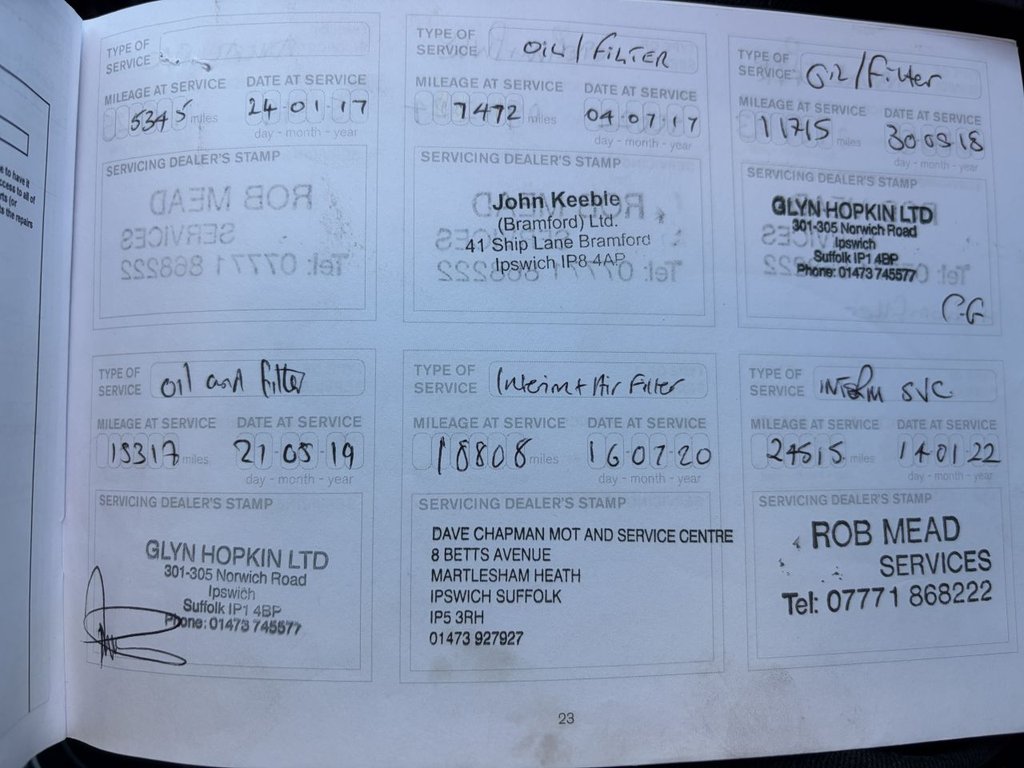 TYPE OF
SERVICE
MILEAGE AT SERVICE DATE AT SERVICE
5345 miles 24-01-17
day - month - year
SERVICING DEALER'S STAMP
ROB MEAD
SERVICES
Tel: 07771 868222
TYPE OF
SERVICE OIL/FILTER
MILEAGE AT SERVICE DATE AT SERVICE
7472 miles 04-07-17
day - month - year
SERVICING DEALER'S STAMP
John Keeble
(Bramford) Ltd.
41 Ship Lane Bramford
Ipswich IP8 4AP
TYPE OF
SERVICE Oil/Filter
MILEAGE AT SERVICE DATE AT SERVICE
11715 miles 30 03 18
day - month - year
SERVICING DEALER'S STAMP
GLYN HOPKIN LTD
301-305 Norwich Road
Ipswich
Suffolk IP1 4BP
Phone: 01473 745577
C-G
TYPE OF
SERVICE Oil and filter
MILEAGE AT SERVICE DATE AT SERVICE
15317 miles 21-05-19
day - month - year
SERVICING DEALER'S STAMP
GLYN HOPKIN LTD
301-305 Norwich Road
Ipswich
Suffolk IP1 4BP
Phone: 01473 745577
TYPE OF
SERVICE Interim + Air Filter
MILEAGE AT SERVICE DATE AT SERVICE
18808 miles 16-07-20
day - month - year
SERVICING DEALER'S STAMP
DAVE CHAPMAN MOT AND SERVICE CENTRE
8 BETTS AVENUE
MARTLESHAM HEATH
IPSWICH SUFFOLK
IP5 3RH
01473 927927
TYPE OF
SERVICE INTERM SVC
MILEAGE AT SERVICE DATE AT SERVICE
24515 miles 14-01-22
day - month - year
SERVICING DEALER'S STAMP
ROB MEAD
SERVICES
Tel: 07771 868222
23